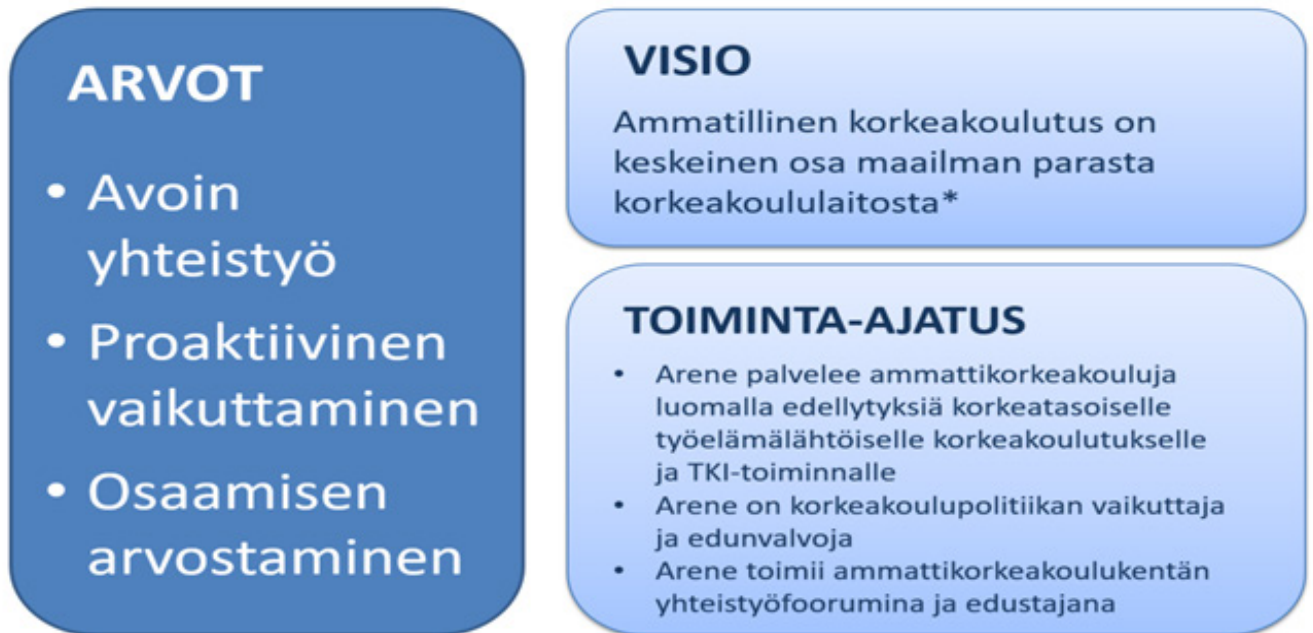 ARVOT
• Avoin
yhteistyö
• Proaktiivinen
vaikuttaminen
• Osaamisen
arvostaminen
VISIO
Ammatillinen korkeakoulutus on
keskeinen osa maailman parasta
korkeakoululaitosta*
TOIMINTA-AJATUS
• Arene palvelee ammattikorkeakouluja
luomalla edellytyksiä korkeatasoiselle
työelämälähtöiselle korkeakoulutukselle
ja TKI-toiminnalle
• Arene on korkeakoulupolitiikan vaikuttaja
ja edunvalvoja
• Arene toimii ammattikorkeakoulukentän
yhteistyöfoorumina ja edustajana